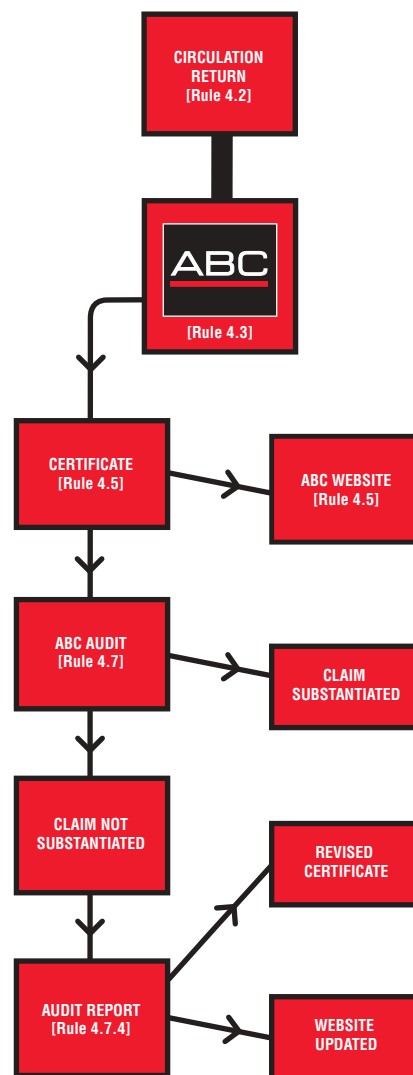 CIRCULATION
RETURN
[Rule 4.2]
ABC
[Rule 4.3]
CERTIFICATE
[Rule 4.5]
ABC WEBSITE
[Rule 4.5]
ABC AUDIT
[Rule 4.7]
CLAIM
SUBSTANTIATED
CLAIM NOT
SUBSTANTIATED
REVISED
CERTIFICATE
AUDIT REPORT
[Rule 4.7.4]
WEBSITE
UPDATED